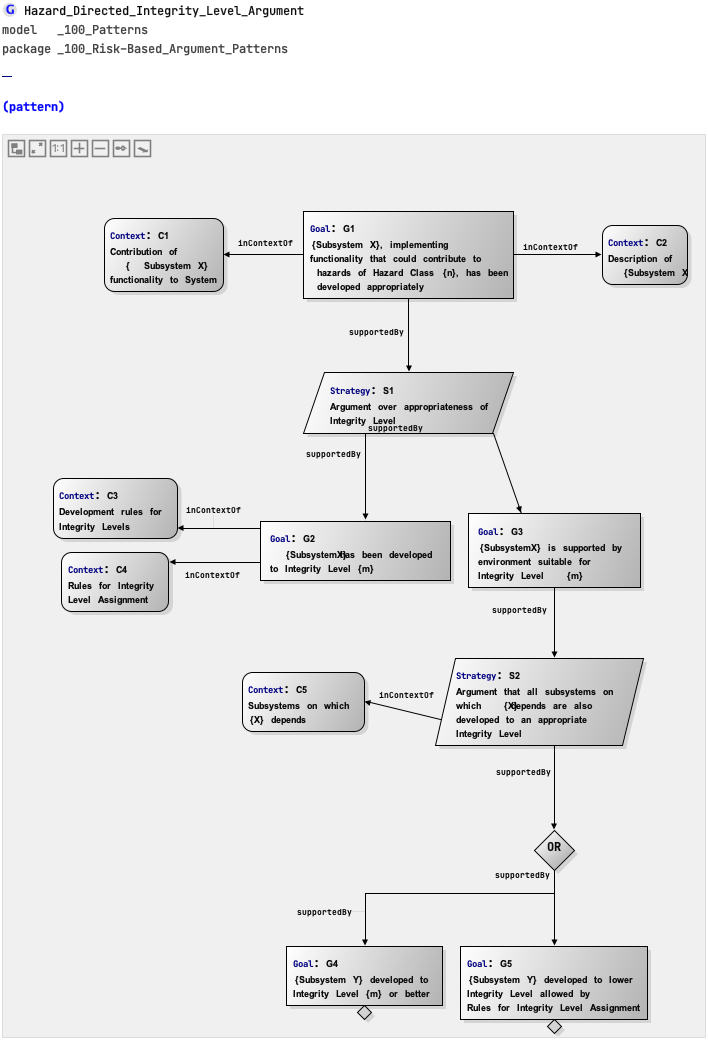 G Hazard_Directed_Integrity_Level_Argument
model _100_Patterns
package _100_Risk-Based_Argument_Patterns
(pattern)
1:1
Goal: G1
{Subsystem X}, implementing
functionality that could contribute to
hazards of Hazard Class {n}, has been
developed appropriately
Context: C1
Contribution of
{ Subsystem X}
functionality to System
inContextOf
inContextOf
Context: C2
Description of
{Subsystem X
supportedBy
Strategy: S1
Argument over appropriateness of
Integrity Level
supportedBy
supportedBy
Context: C3
Development rules for
Integrity Levels
inContextOf
Goal: G2
{SubsystemX}has been developed
to Integrity Level {m}
Goal: G3
{SubsystemX} is supported by
environment suitable for
Integrity Level {m}
Context: C4
Rules for Integrity
Level Assignment
inContextOf
supportedBy
Context: C5
Subsystems on which
{X} depends
inContextOf
Strategy: S2
Argument that all subsystems on
which {X}depends are also
developed to an appropriate
Integrity Level
supportedBy
OR
supportedBy
supportedBy
Goal: G4
{Subsystem Y} developed to
Integrity Level {m} or better
Goal: G5
{Subsystem Y} developed to lower
Integrity Level allowed by
Rules for Integrity Level Assignment